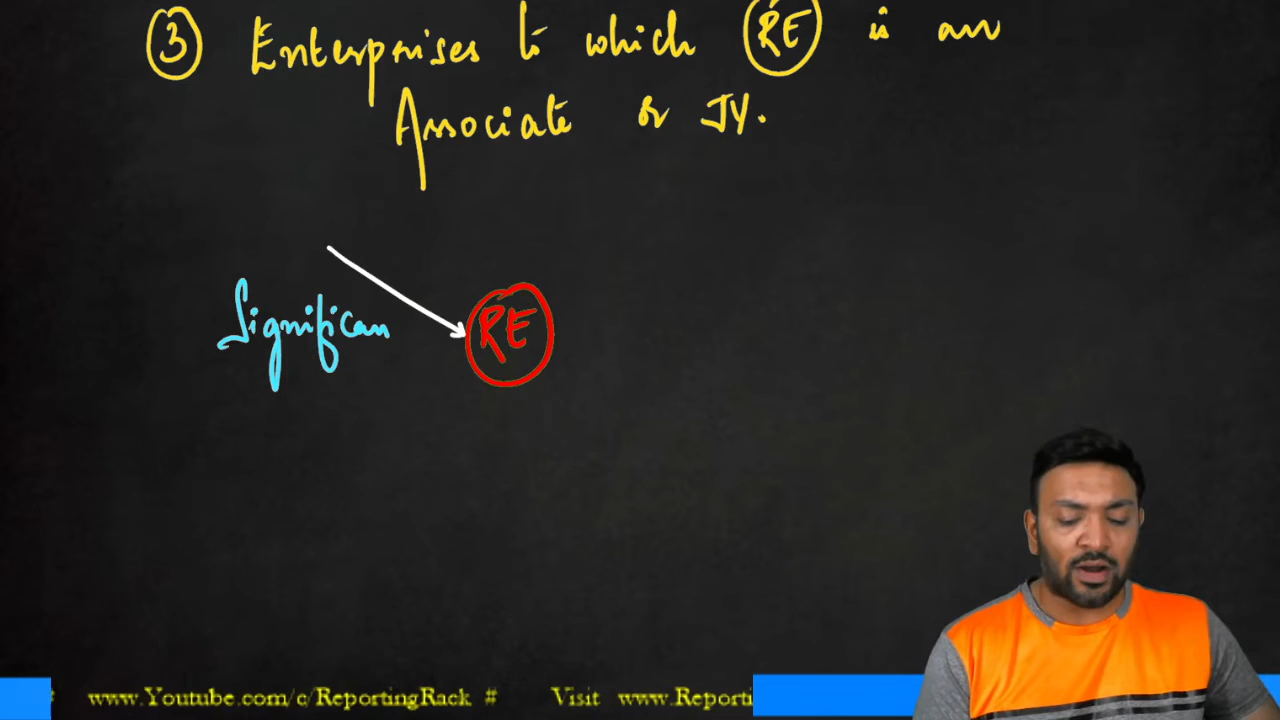 3 Enterprises to which RE is an
Associate or JV.
RE
Significan
www.Youtube.com/c/ReportingRack # Visit www.Reporti